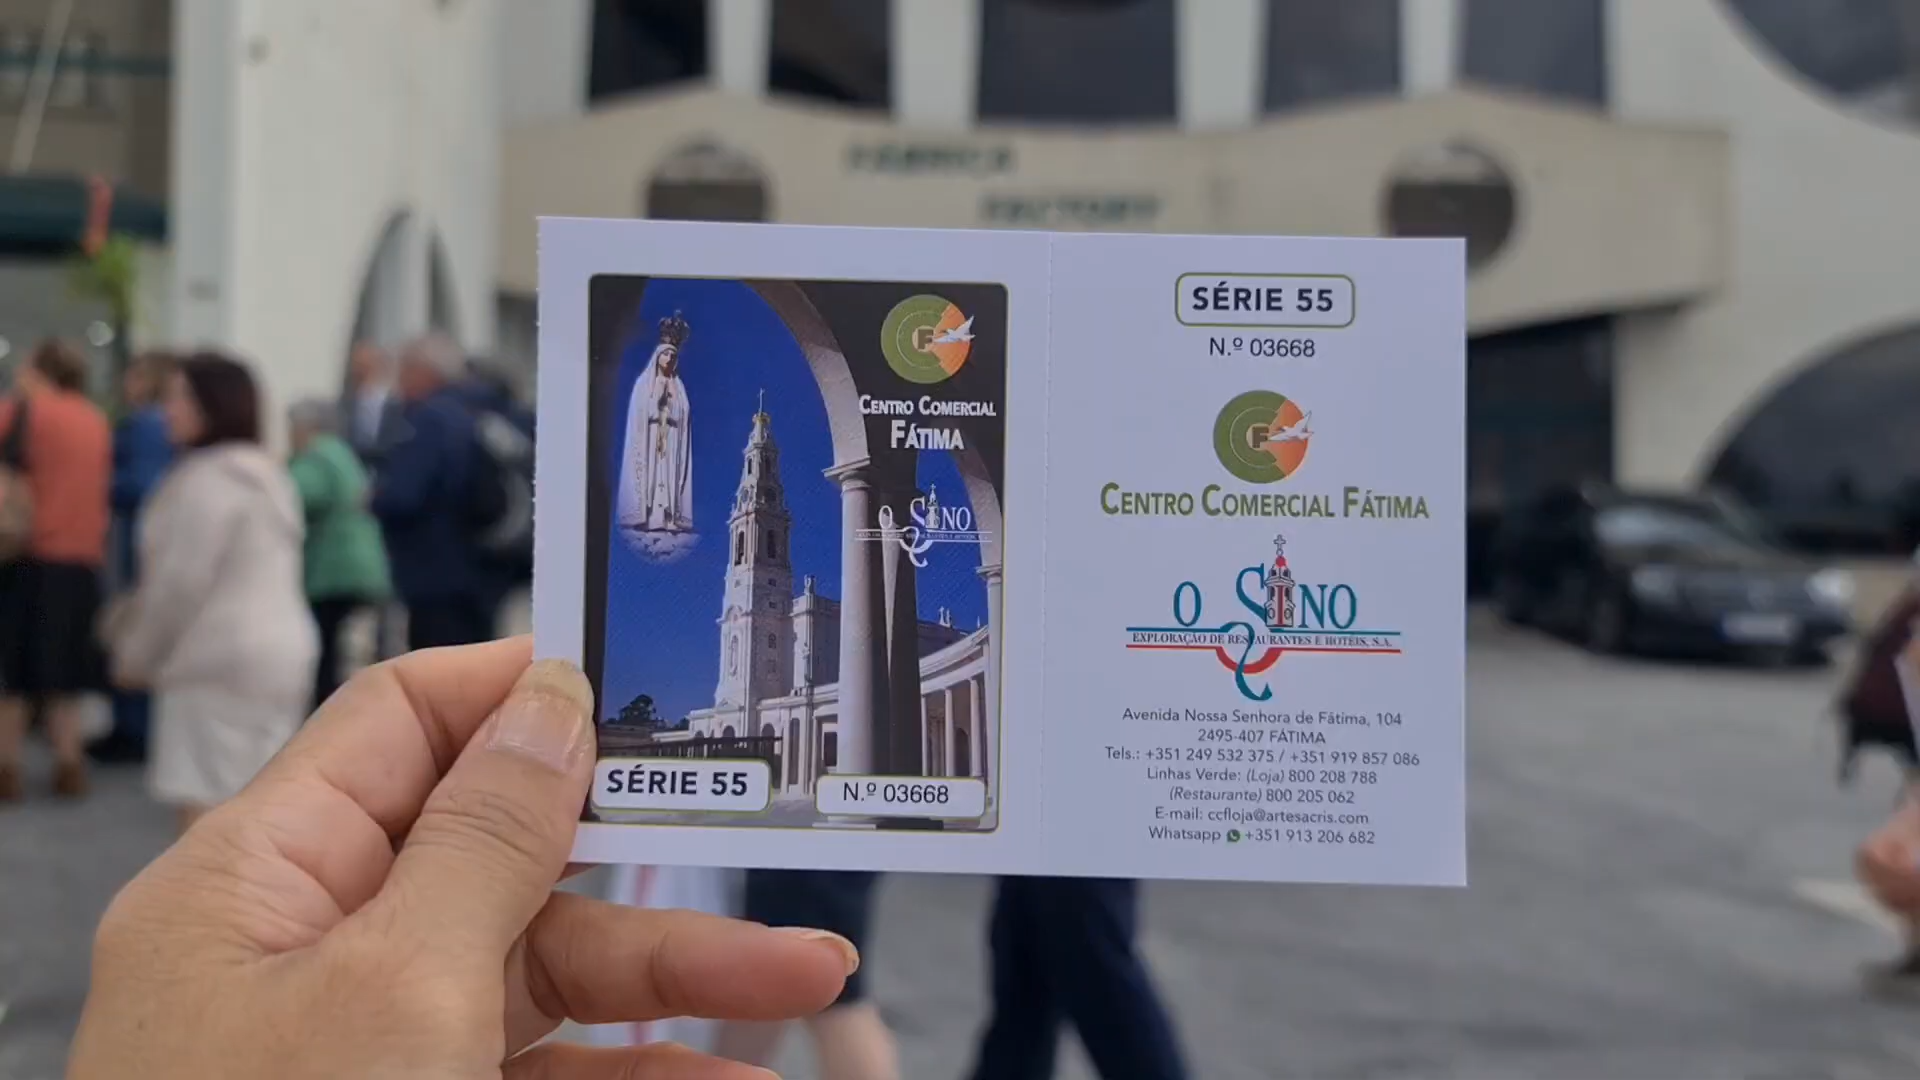 FÁBRICA
FACTORY
CENTRO COMERCIAL
FÁTIMA
O SINO
SÉRIE 55
N.º 03668
SÉRIE 55
N.º 03668
CENTRO COMERCIAL FÁTIMA
O SINO
EXPLORAÇÃO DE RESTAURANTES E HOTÉIS, S.A.
Avenida Nossa Senhora de Fátima, 104
2495-407 FÁTIMA
Tels.: +351 249 532 375 / +351 919 857 086
Linhas Verde: (Loja) 800 208 788
(Restaurante) 800 205 062
E-mail: ccfloja@artesacris.com
Whatsapp +351 913 206 682